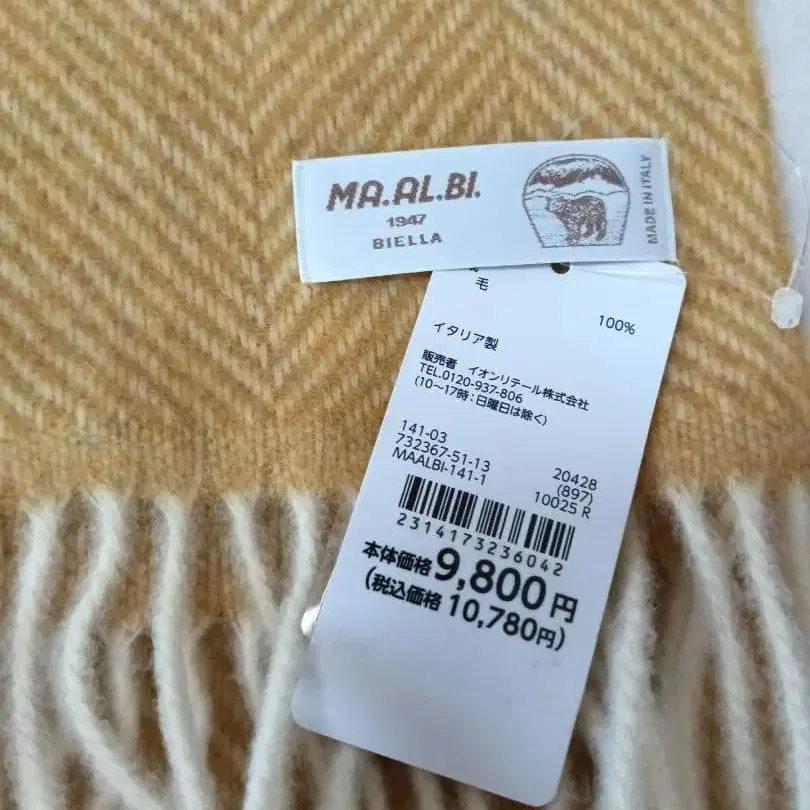 MA.AL.BI.
1947
BIELLA
MADE IN ITALY
毛 100%
イタリア製
販売者 イオンリテール株式会社
TEL.0120-937-806
(10〜17時:日曜日は除く)
141-03
732367-51-13 20428
MAALBI-141-1 (897)
10025 R
2314173236042
本体価格9,800円
(税込価格 10,780円)